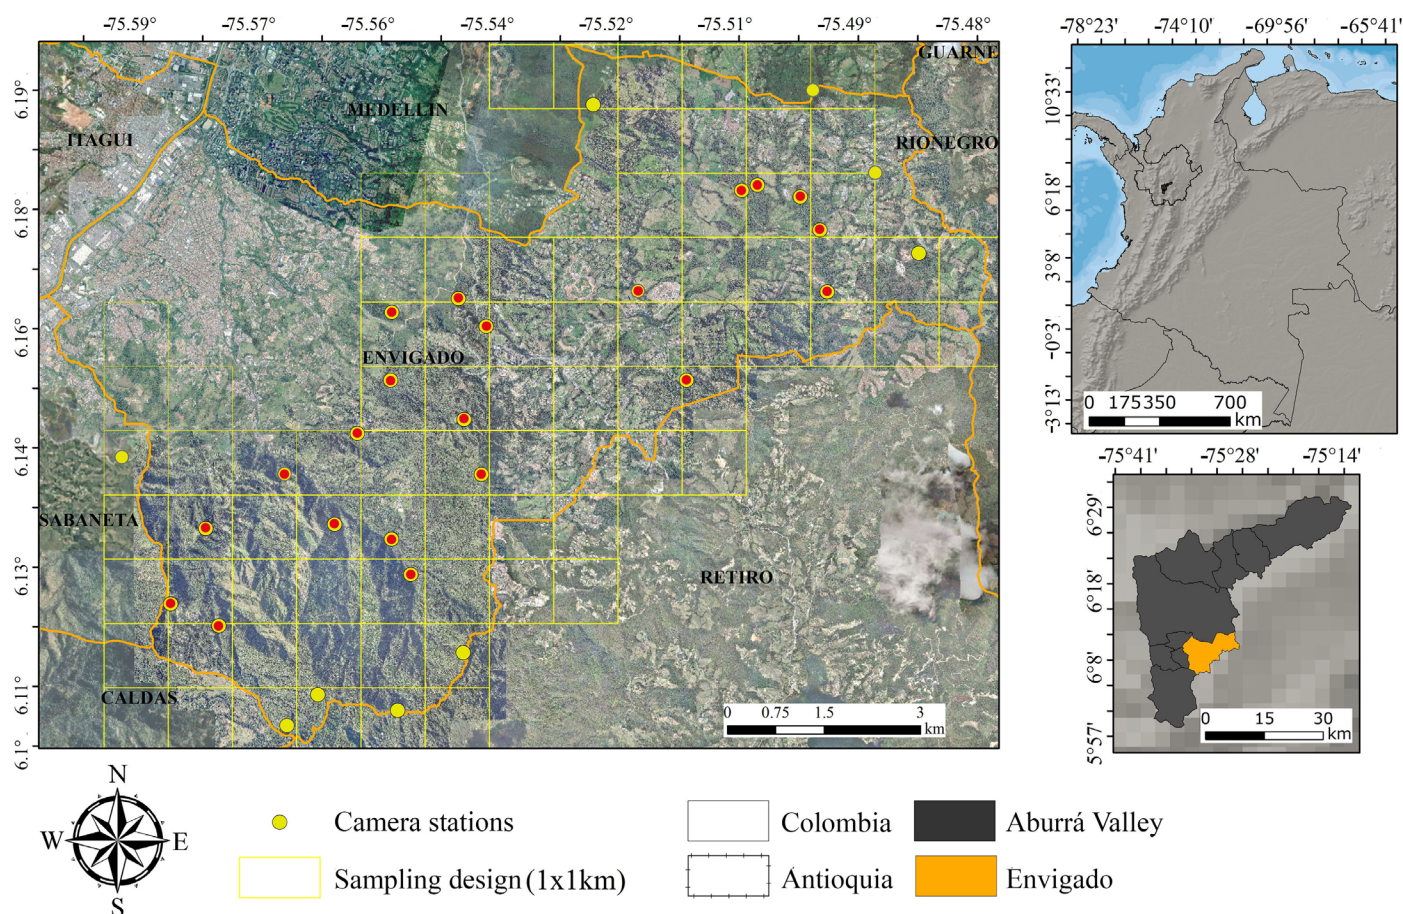 -75.59° -75.57° -75.56° -75.54° -75.52° -75.51° -75.49° -75.48°
-78°23' -74°10' -69°56' -65°41'
GUARNE
MEDELLIN
ITAGUI
RIONEGRO
ENVIGADO
SABANETA
RETIRO
CALDAS
6.19°
6.18°
6.16°
6.14°
6.13°
6.11°
6.1°
0 0.75 1.5 3
km
10°33'
6°18'
3°8'
-0°3'
-3°13'
0 175 350 700
km
-75°41' -75°28' -75°14'
6°29'
6°18'
6°8'
5°57'
0 15 30
km
N
W E
S
Camera stations
Sampling design (1x1km)
Colombia
Antioquia
Aburrá Valley
Envigado